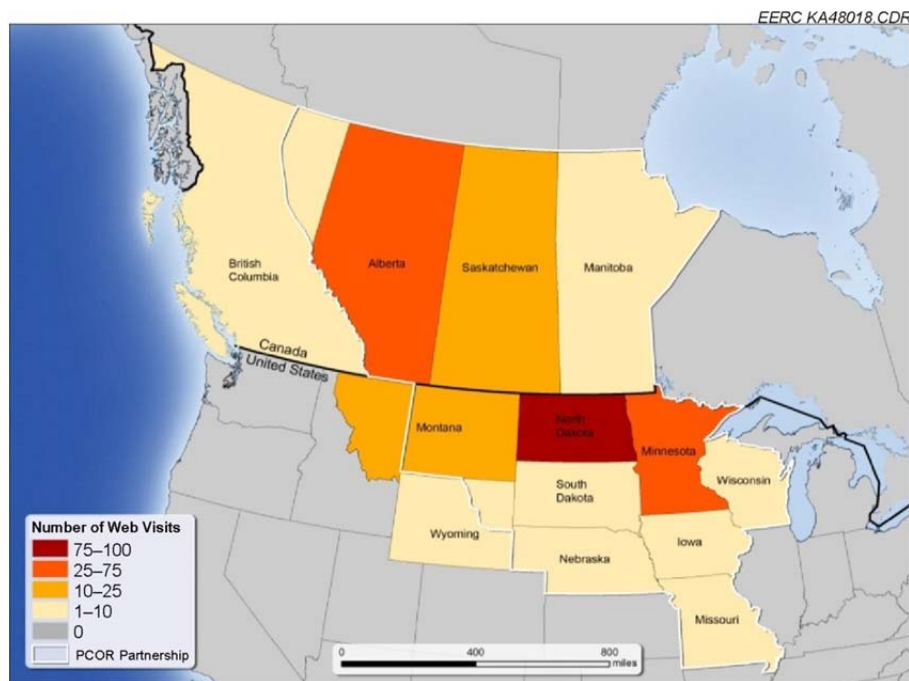 EERC KA48018.CDR
British
Columbia
Alberta
Saskatchewan
Manitoba
Canada
United States
Montana
North
Dakota
Minnesota
South
Dakota
Wisconsin
Wyoming
Nebraska
Iowa
Missouri
Number of Web Visits
75–100
25–75
10–25
1–10
0
PCOR Partnership
0 400 800
miles